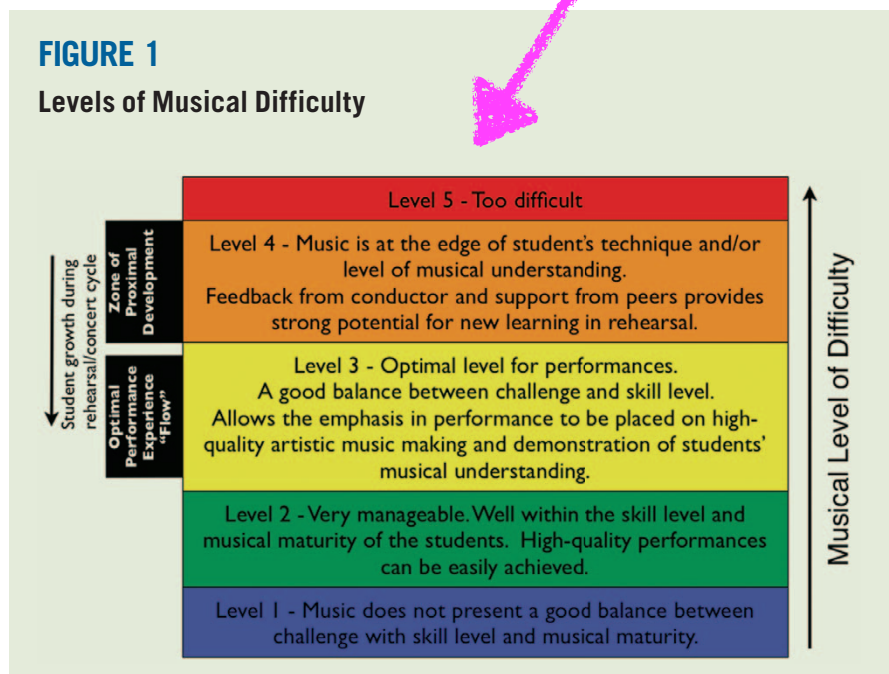 FIGURE 1
Levels of Musical Difficulty
Level 5 - Too difficult
Level 4 - Music is at the edge of student's technique and/or
level of musical understanding.
Feedback from conductor and support from peers provides
strong potential for new learning in rehearsal.
Level 3 - Optimal level for performances.
A good balance between challenge and skill level.
Allows the emphasis in performance to be placed on high-
quality artistic music making and demonstration of students'
musical understanding.
Level 2 - Very manageable. Well within the skill level and
musical maturity of the students. High-quality performances
can be easily achieved.
Level 1 - Music does not present a good balance between
challenge with skill level and musical maturity.
Student growth during
rehearsal/concert cycle
Zone of
Proximal
Development
Optimal
Performance
Experience
"Flow"
Musical Level of Difficulty